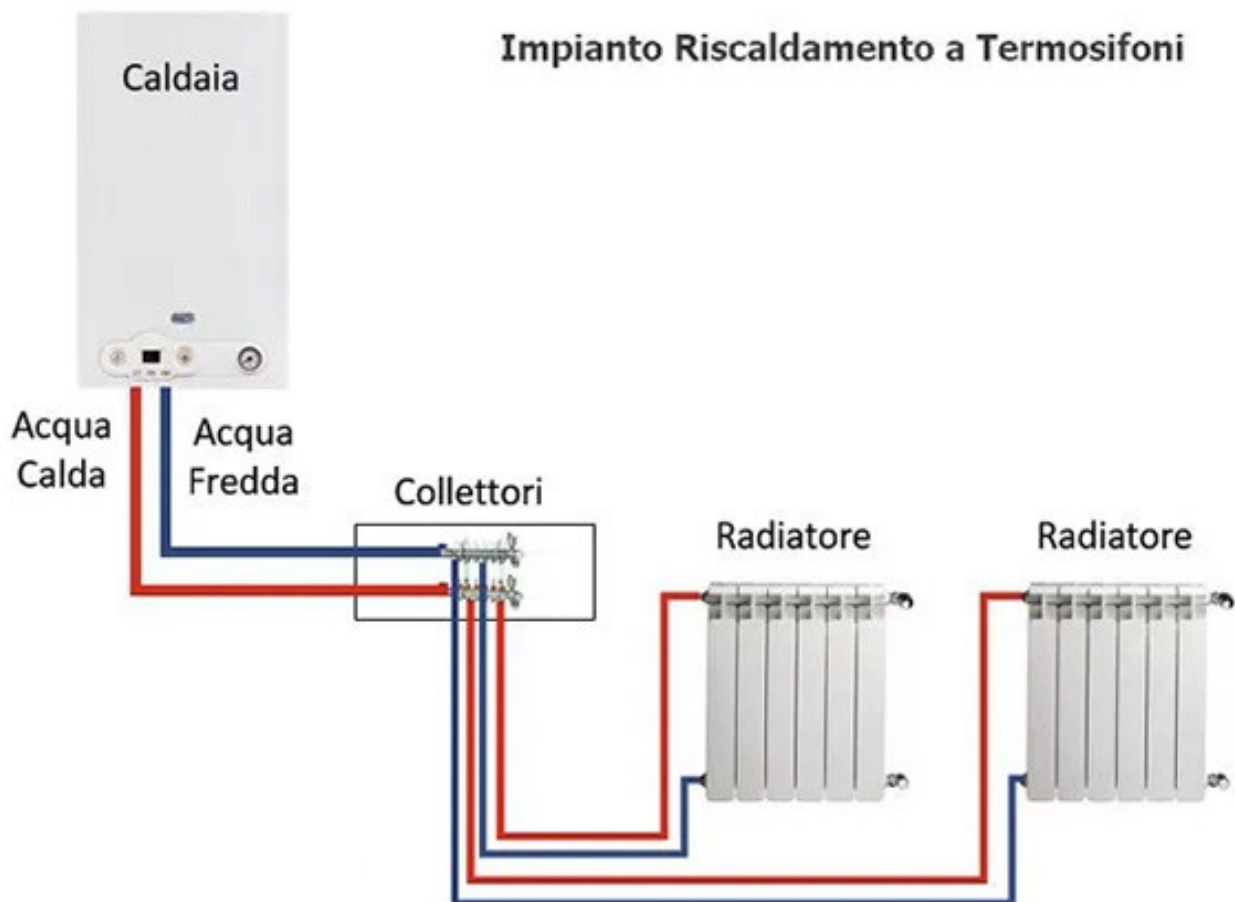 Impianto Riscaldamento a Termosifoni
Caldaia
Acqua
Calda
Acqua
Fredda
Collettori
Radiatore
Radiatore